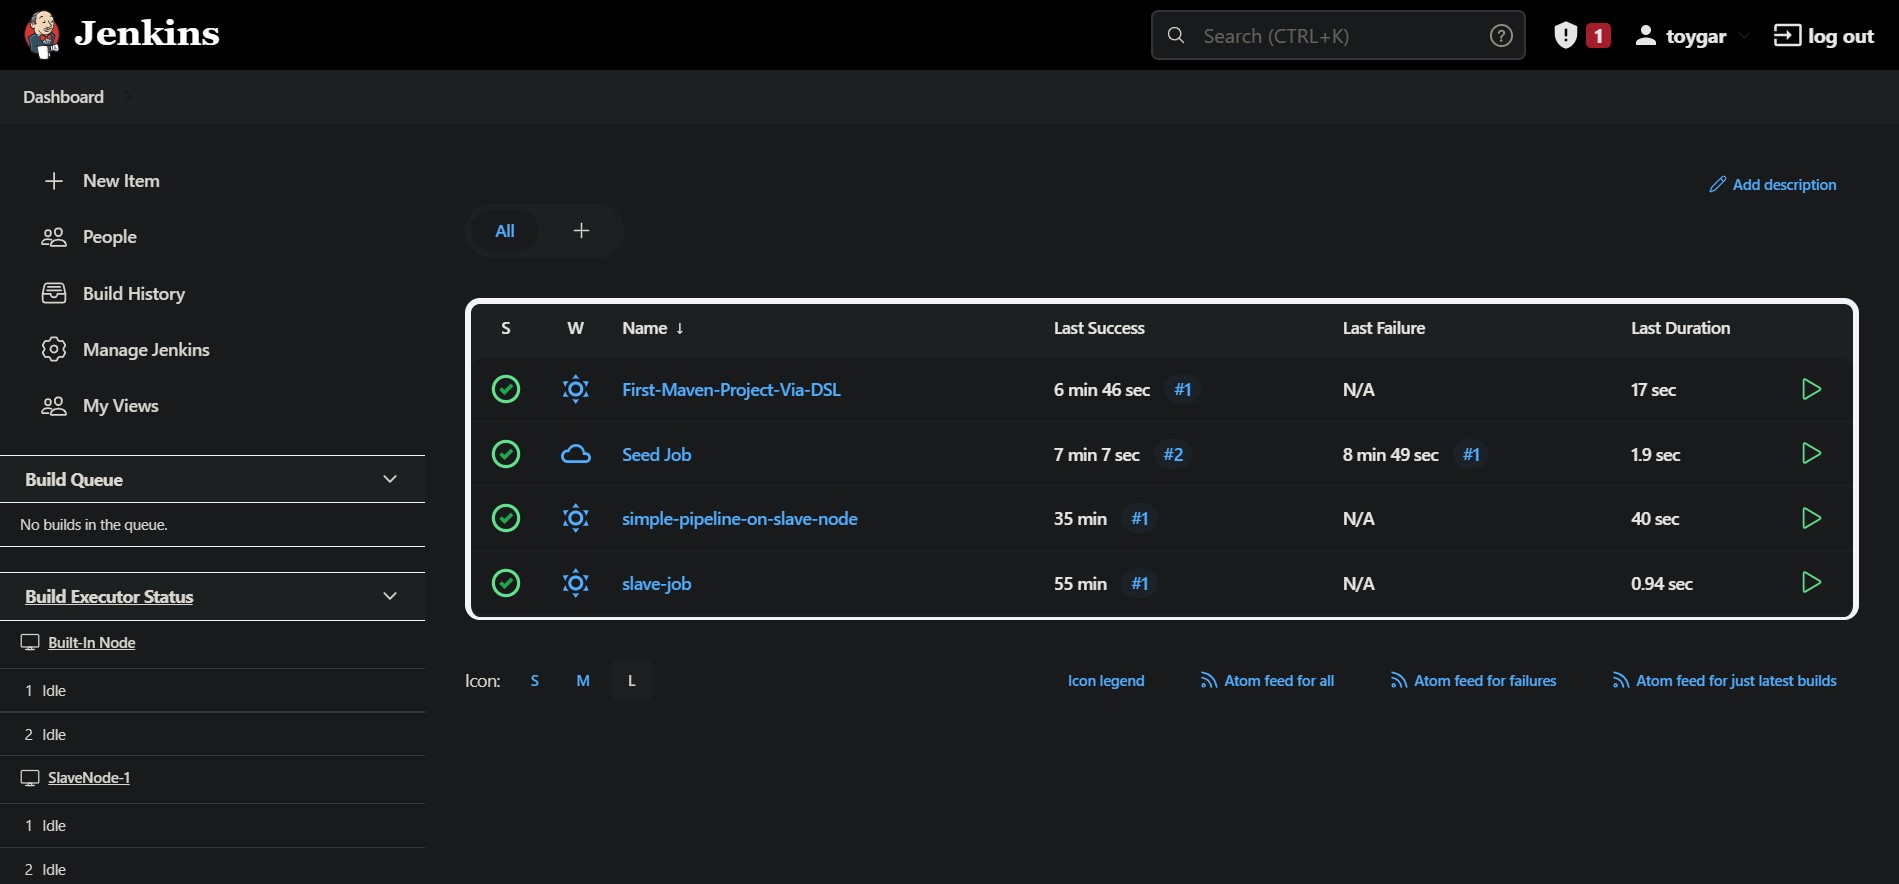 Jenkins
Search (CTRL+K)
1
toygar
log out
Dashboard
New Item
People
Build History
Manage Jenkins
My Views
Build Queue
No builds in the queue.
Build Executor Status
Built-In Node
1 Idle
2 Idle
SlaveNode-1
1 Idle
2 Idle
Add description
All +
S W Name ↓ Last Success Last Failure Last Duration
First-Maven-Project-Via-DSL 6 min 46 sec #1 N/A 17 sec
Seed Job 7 min 7 sec #2 8 min 49 sec #1 1.9 sec
simple-pipeline-on-slave-node 35 min #1 N/A 40 sec
slave-job 55 min #1 N/A 0.94 sec
Icon: S M L
Icon legend
Atom feed for all
Atom feed for failures
Atom feed for just latest builds